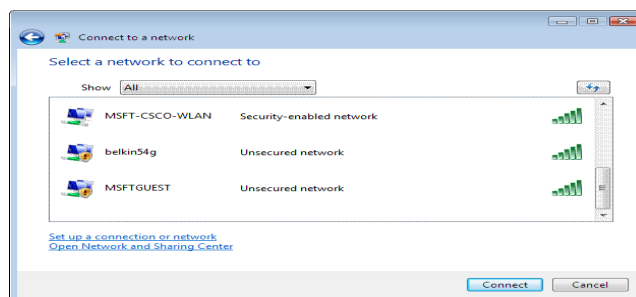 Connect to a network
Select a network to connect to
Show All
MSFT-CSCO-WLAN Security-enabled network
belkin54g Unsecured network
MSFTGUEST Unsecured network
Set up a connection or network
Open Network and Sharing Center
Connect Cancel